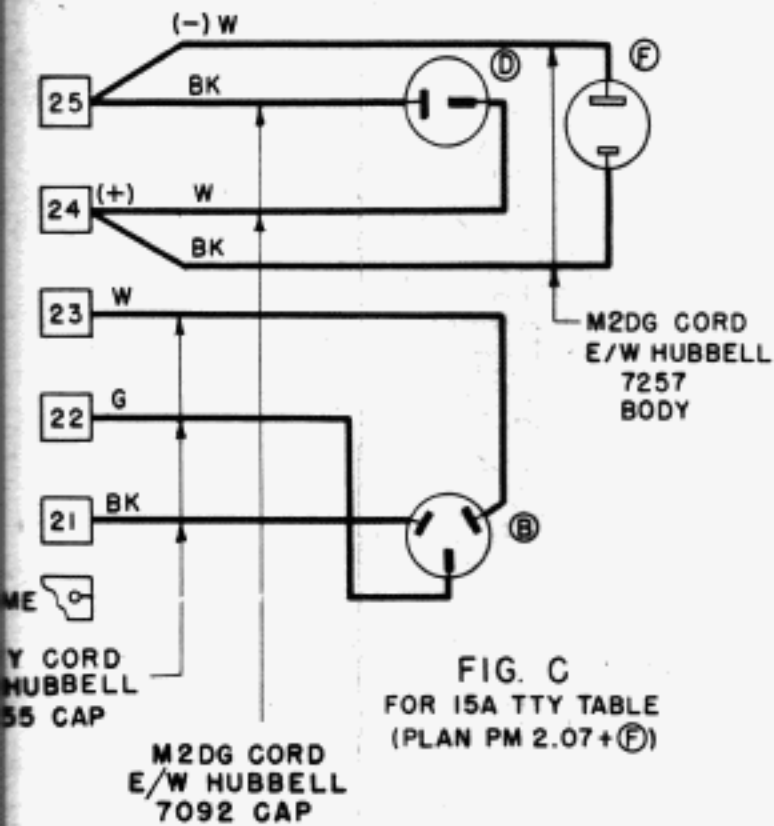 (-) W
BK
25
D
F
24
(+)
W
BK
23
W
M2DG CORD
E/W HUBBELL
7257
BODY
22
G
21
BK
B
ME
Y CORD
HUBBELL
55 CAP
FIG. C
FOR 15A TTY TABLE
(PLAN PM 2.07+F)
M2DG CORD
E/W HUBBELL
7092 CAP